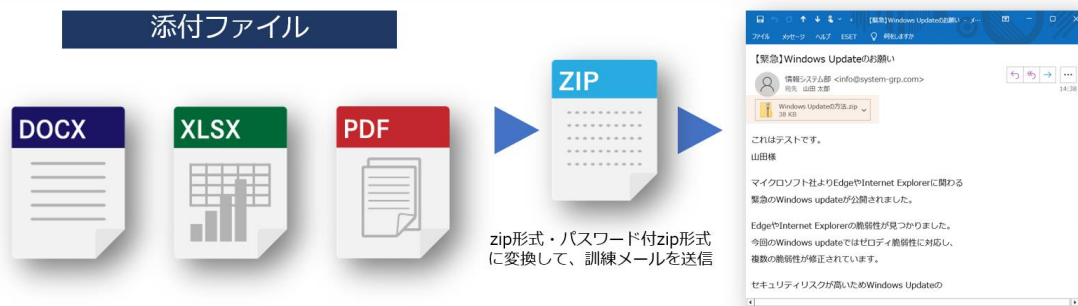 添付ファイル
DOCX
XLSX
PDF
ZIP
zip形式・パスワード付zip形式
に変換して、訓練メールを送信
【緊急】Windows Updateのお願い - メ…
ファイル メッセージ ヘルプ ESET 何をしますか
【緊急】Windows Updateのお願い
情報システム部 <info@system-grp.com>
宛先 山田 太郎
14:38
Windows Updateの方法.zip
38 KB
これはテストです。
山田様
マイクロソフト社よりEdgeやInternet Explorerに関わる
緊急のWindows updateが公開されました。
EdgeやInternet Explorerの脆弱性が見つかりました。
今回のWindows updateではゼロディ脆弱性に対応し、
複数の脆弱性が修正されています。
セキュリティリスクが高いためWindows Updateの